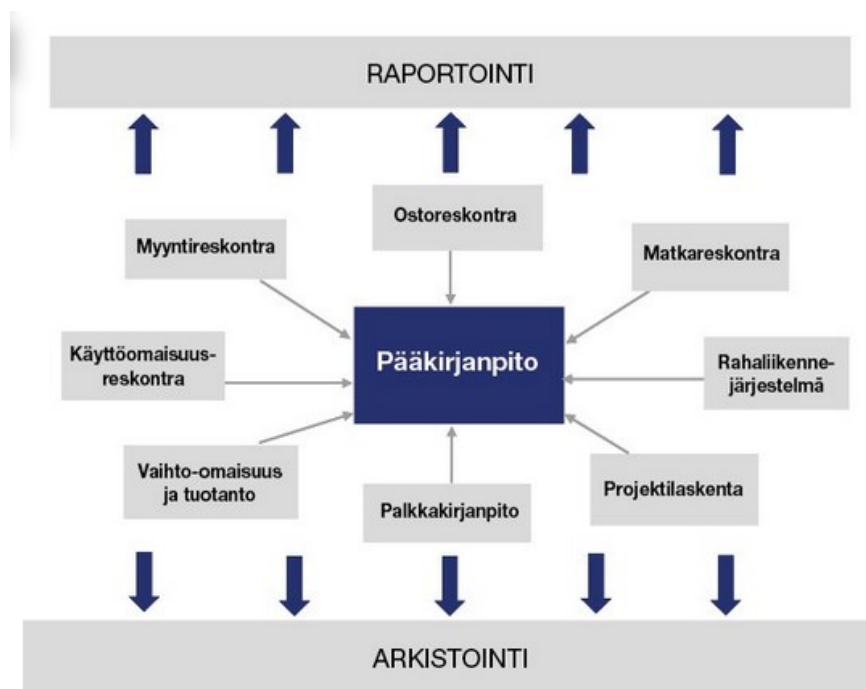 RAPORTOINTI
Ostoreskontra
Myyntireskontra
Matkareskontra
Pääkirjanpito
Käyttöomaisuus-
reskontra
Rahaliikenne-
järjestelmä
Vaihto-omaisuus
ja tuotanto
Palkkakirjanpito
Projektilaskenta
ARKISTOINTI